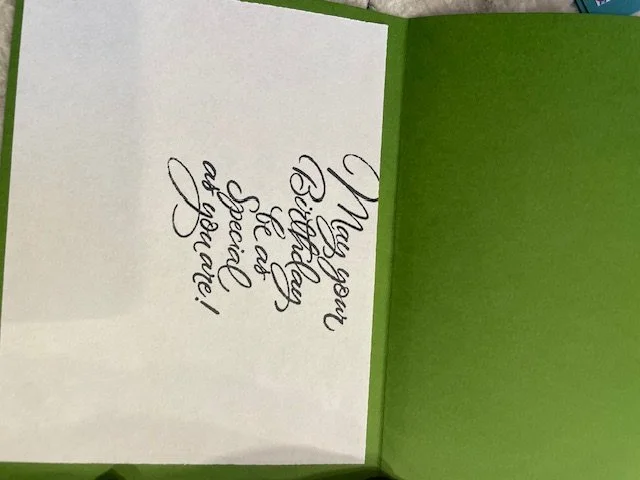 May your
Birthday
be as
Special
as you are!